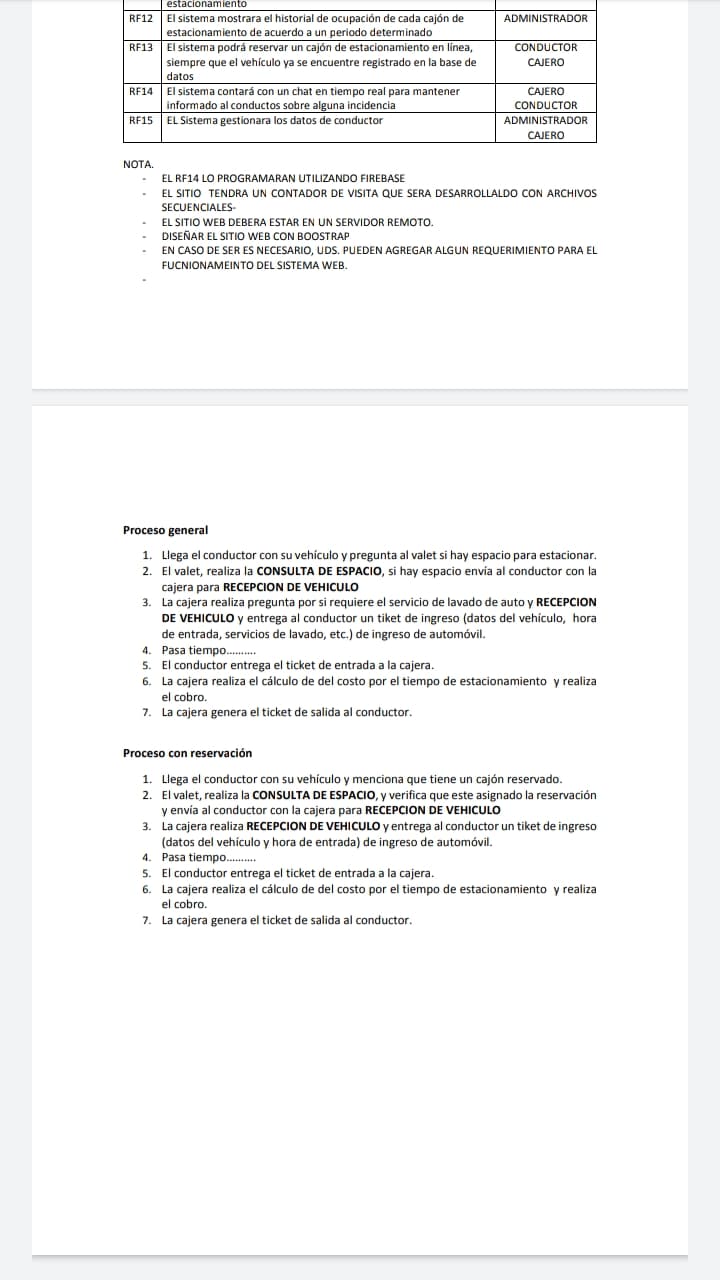 estacionamiento
RF12 El sistema mostrara el historial de ocupación de cada cajón de ADMINISTRADOR
estacionamiento de acuerdo a un periodo determinado
RF13 El sistema podrá reservar un cajón de estacionamiento en línea, CONDUCTOR
siempre que el vehículo ya se encuentre registrado en la base de CAJERO
datos
RF14 El sistema contará con un chat en tiempo real para mantener CAJERO
informado al conductos sobre alguna incidencia CONDUCTOR
RF15 EL Sistema gestionara los datos de conductor ADMINISTRADOR
CAJERO
NOTA.
- EL RF14 LO PROGRAMARAN UTILIZANDO FIREBASE
- EL SITIO TENDRA UN CONTADOR DE VISITA QUE SERA DESARROLLALDO CON ARCHIVOS
SECUENCIALES-
- EL SITIO WEB DEBERA ESTAR EN UN SERVIDOR REMOTO.
- DISEÑAR EL SITIO WEB CON BOOSTRAP
- EN CASO DE SER ES NECESARIO, UDS. PUEDEN AGREGAR ALGUN REQUERIMIENTO PARA EL
FUCNIONAMEINTO DEL SISTEMA WEB.
-
Proceso general
1. Llega el conductor con su vehículo y pregunta al valet si hay espacio para estacionar.
2. El valet, realiza la CONSULTA DE ESPACIO, si hay espacio envía al conductor con la
cajera para RECEPCION DE VEHICULO
3. La cajera realiza pregunta por si requiere el servicio de lavado de auto y RECEPCION
DE VEHICULO y entrega al conductor un tiket de ingreso (datos del vehículo, hora
de entrada, servicios de lavado, etc.) de ingreso de automóvil.
4. Pasa tiempo..........
5. El conductor entrega el ticket de entrada a la cajera.
6. La cajera realiza el cálculo de del costo por el tiempo de estacionamiento y realiza
el cobro.
7. La cajera genera el ticket de salida al conductor.
Proceso con reservación
1. Llega el conductor con su vehículo y menciona que tiene un cajón reservado.
2. El valet, realiza la CONSULTA DE ESPACIO, y verifica que este asignado la reservación
y envía al conductor con la cajera para RECEPCION DE VEHICULO
3. La cajera realiza RECEPCION DE VEHICULO y entrega al conductor un tiket de ingreso
(datos del vehículo y hora de entrada) de ingreso de automóvil.
4. Pasa tiempo..........
5. El conductor entrega el ticket de entrada a la cajera.
6. La cajera realiza el cálculo de del costo por el tiempo de estacionamiento y realiza
el cobro.
7. La cajera genera el ticket de salida al conductor.